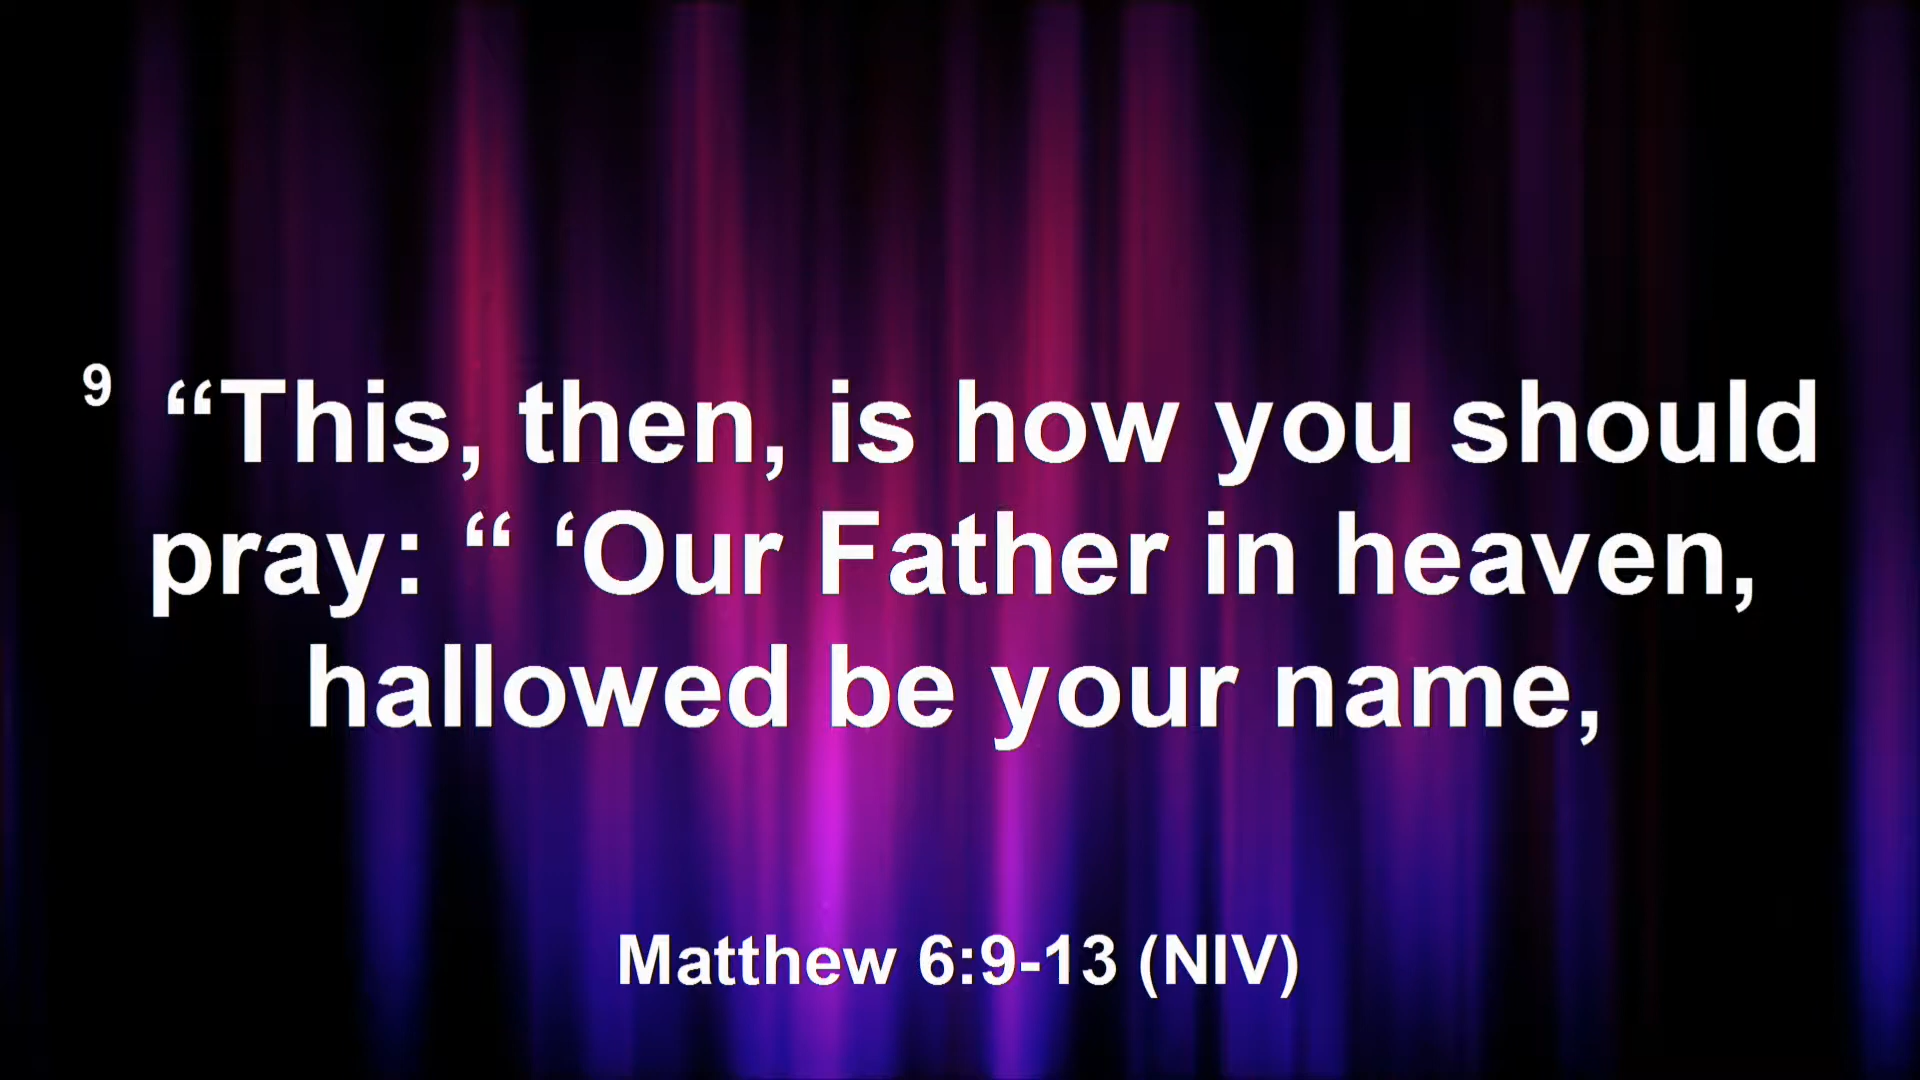 9 “This, then, is how you should
pray: “ ‘Our Father in heaven,
hallowed be your name,
Matthew 6:9-13 (NIV)